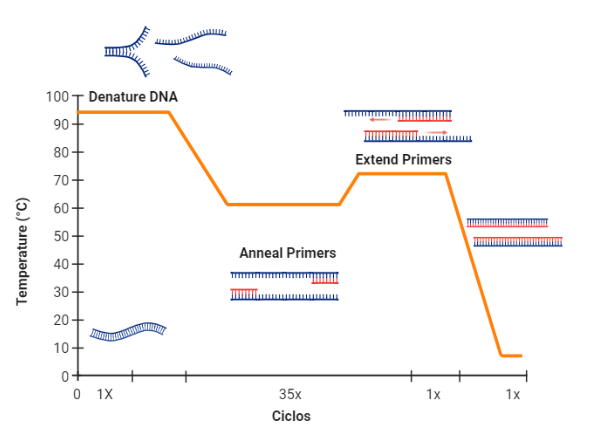 Denature DNA
Extend Primers
Anneal Primers
Temperature (°C)
100
90
80
70
60
50
40
30
20
10
0
0 1X 35x 1x 1x
Ciclos